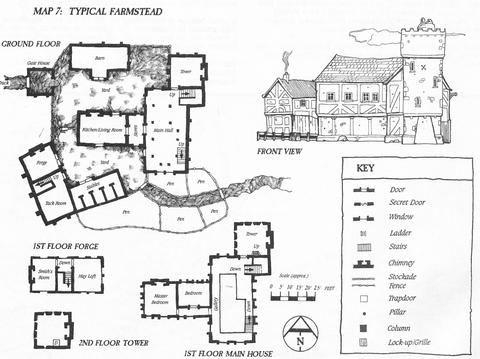 MAP 7: TYPICAL FARMSTEAD
GROUND FLOOR
Gate House
Barn
Track
Yard
Tower
Up
Kitchen/Living Room
Main Hall
Up
Forge
Up
Yard
Stables
Tack Room
Pen
Pen
Pen
Pen
Pen
FRONT VIEW
KEY
Door
Secret Door
Window
Ladder
Stairs
Chimney
Stockade
Fence
Trapdoor
Pillar
Column
Lock-up/Grille
1ST FLOOR FORGE
Smith's
Room
Down
Hay Loft
2ND FLOOR TOWER
Tower
Up
Down
Master
Bedroom
Bedroom
Gallery
Down
1ST FLOOR MAIN HOUSE
Scale (approx.)
0 5' 10' 15' 20' 25' FEET
N